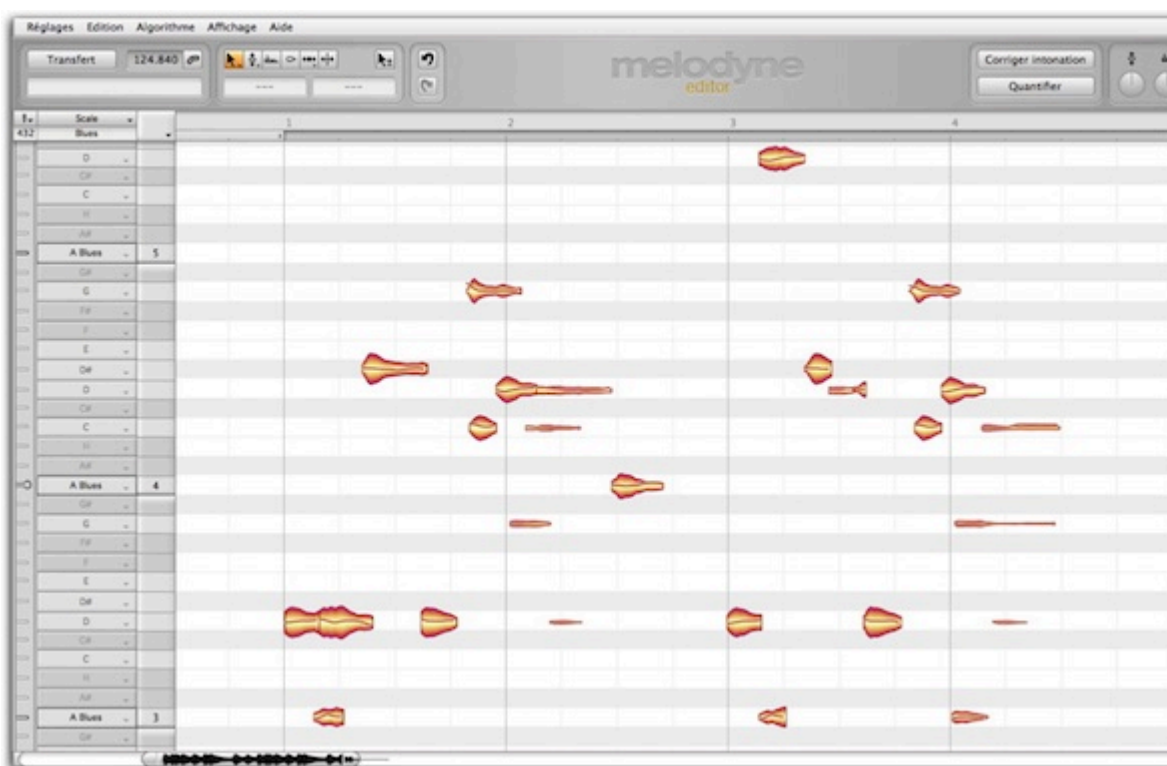 Réglages Edition Algorithme Affichage Aide
Transfert 124.840
melodyne
editor
Corriger intonation
--- ---
Quantifier
Scale
432 Blues
1 2 3 4
D
C#
C
H
A#
A Blues 5
G#
G
F#
F
E
D#
D
C#
C
H
A#
A Blues 4
G#
G
F#
F
E
D#
D
C#
C
H
A#
A Blues 3
G#